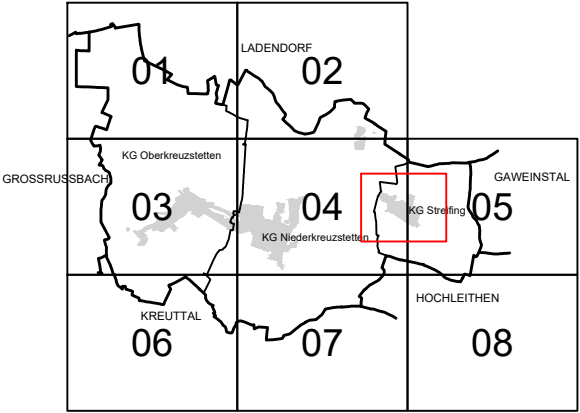 LADENDORF
01
02
KG Oberkreuzstetten
GROSSRUSSBACH
GAWEINSTAL
03
04
KG Streifing
05
KG Niederkreuzstetten
HOCHLEITHEN
KREUTTAL
06
07
08